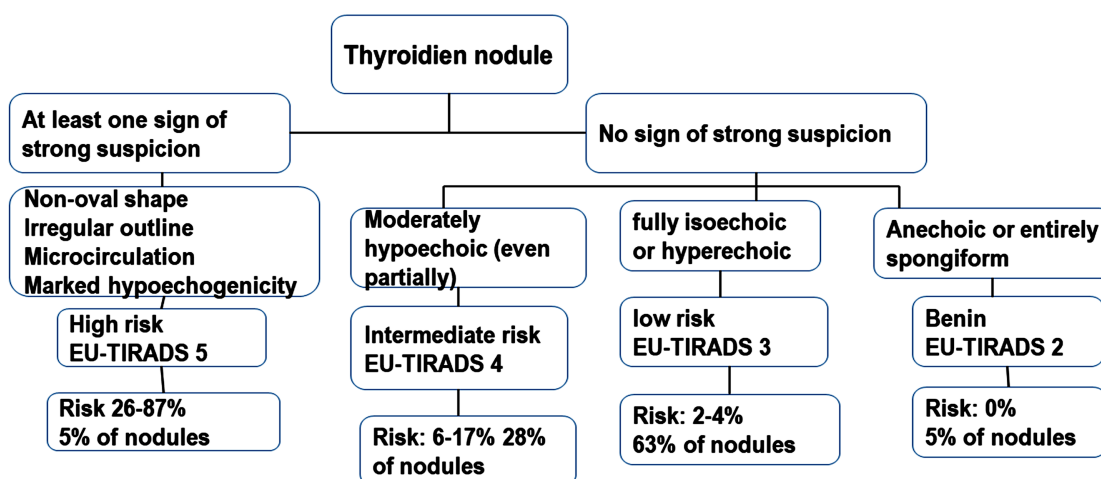 Thyroidien nodule
At least one sign of
strong suspicion
No sign of strong suspicion
Non-oval shape
Irregular outline
Microcirculation
Marked hypoechogenicity
Moderately
hypoechoic (even
partially)
fully isoechoic
or hyperechoic
Anechoic or entirely
spongiform
High risk
EU-TIRADS 5
Intermediate risk
EU-TIRADS 4
low risk
EU-TIRADS 3
Benin
EU-TIRADS 2
Risk 26-87%
5% of nodules
Risk: 6-17% 28%
of nodules
Risk: 2-4%
63% of nodules
Risk: 0%
5% of nodules